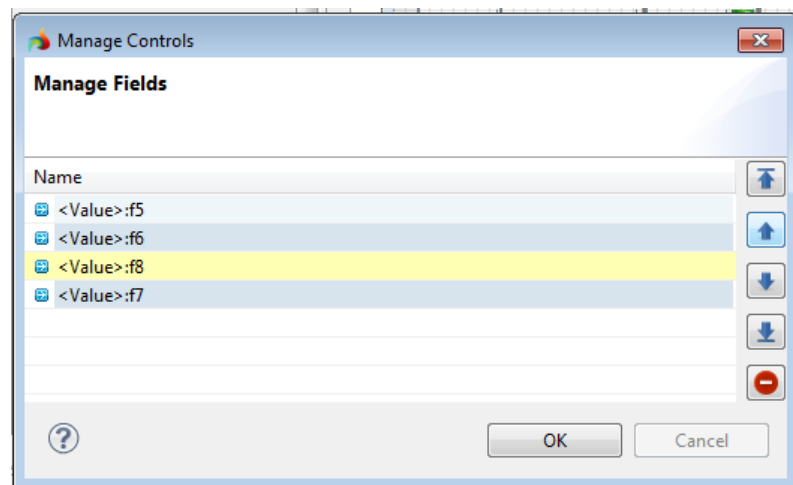 Manage Controls
Manage Fields
Name
<Value>:f5
<Value>:f6
<Value>:f8
<Value>:f7
?
OK
Cancel